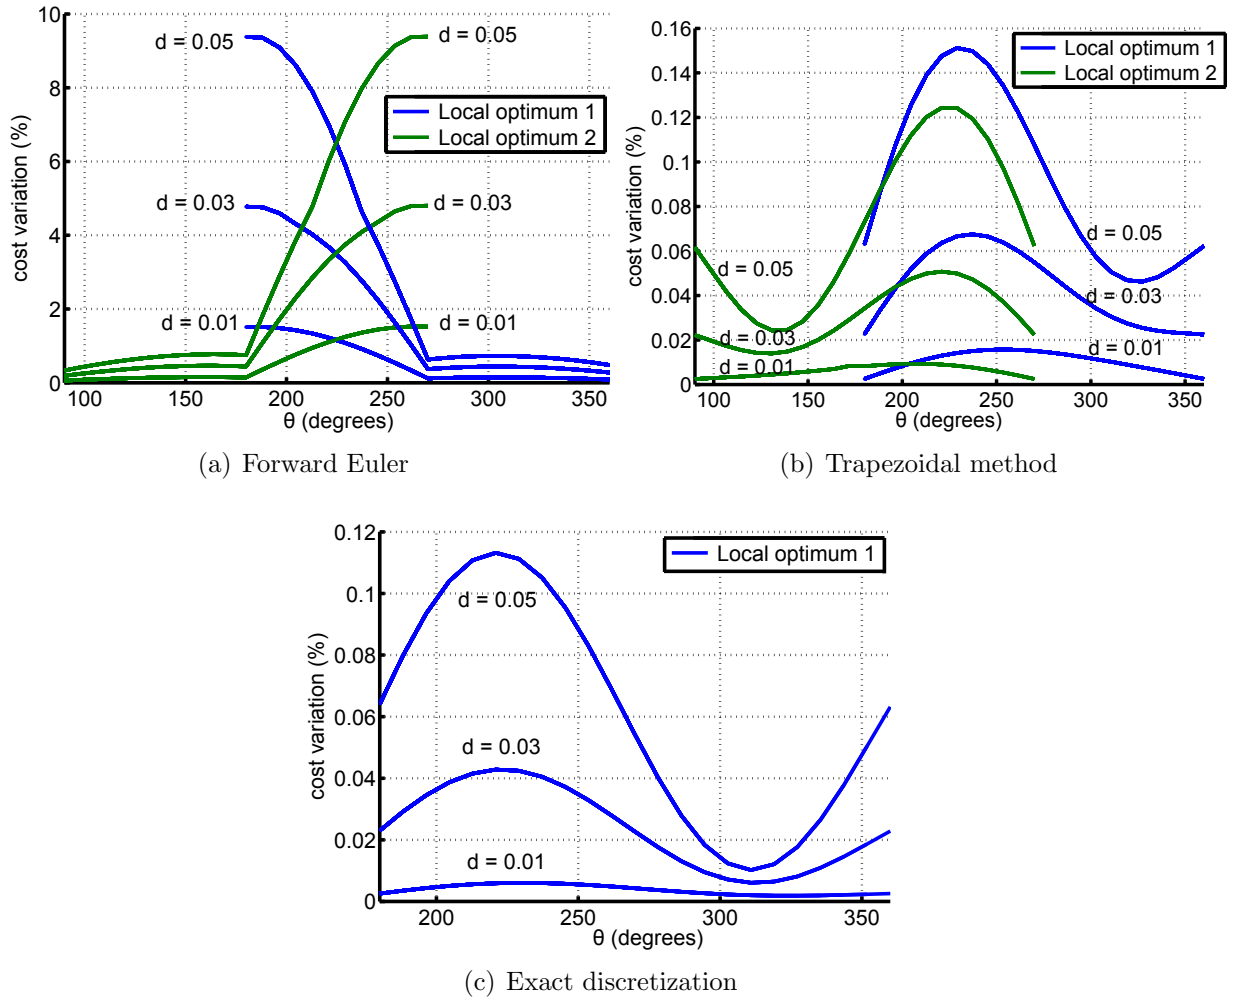 10
8
6
4
2
0
cost variation (%)
d = 0.05
d = 0.05
Local optimum 1
Local optimum 2
d = 0.03
d = 0.03
d = 0.01
d = 0.01
100
150
200
250
300
350
θ (degrees)
(a) Forward Euler
0.16
0.14
0.12
0.1
0.08
0.06
0.04
0.02
0
cost variation (%)
Local optimum 1
Local optimum 2
d = 0.05
d = 0.05
d = 0.03
d = 0.03
d = 0.01
d = 0.01
100
150
200
250
300
350
θ (degrees)
(b) Trapezoidal method
0.12
0.1
0.08
0.06
0.04
0.02
0
cost variation (%)
Local optimum 1
d = 0.05
d = 0.03
d = 0.01
200
250
300
350
θ (degrees)
(c) Exact discretization